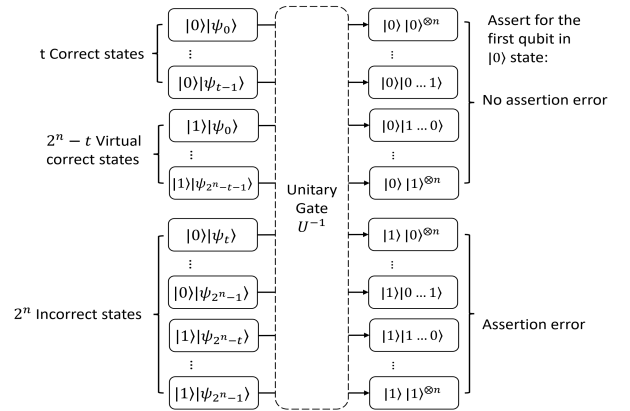 |0⟩|ψ₀⟩
⋮
|0⟩|ψₜ₋₁⟩
|1⟩|ψ₀⟩
⋮
|1⟩|ψ_{2ⁿ−t−1}⟩
|0⟩|ψₜ⟩
⋮
|0⟩|ψ_{2ⁿ−1}⟩
|1⟩|ψ_{2ⁿ−t}⟩
⋮
|1⟩|ψ_{2ⁿ−1}⟩
t Correct states
2ⁿ − t Virtual
correct states
2ⁿ Incorrect states
Unitary
Gate
U⁻¹
|0⟩ |0⟩^{⊗n}
⋮
|0⟩|0 … 1⟩
|0⟩|1 … 0⟩
⋮
|0⟩ |1⟩^{⊗n}
|1⟩ |0⟩^{⊗n}
⋮
|1⟩|0 … 1⟩
|1⟩|1 … 0⟩
⋮
|1⟩ |1⟩^{⊗n}
Assert for the
first qubit in
|0⟩ state:
No assertion error
Assertion error